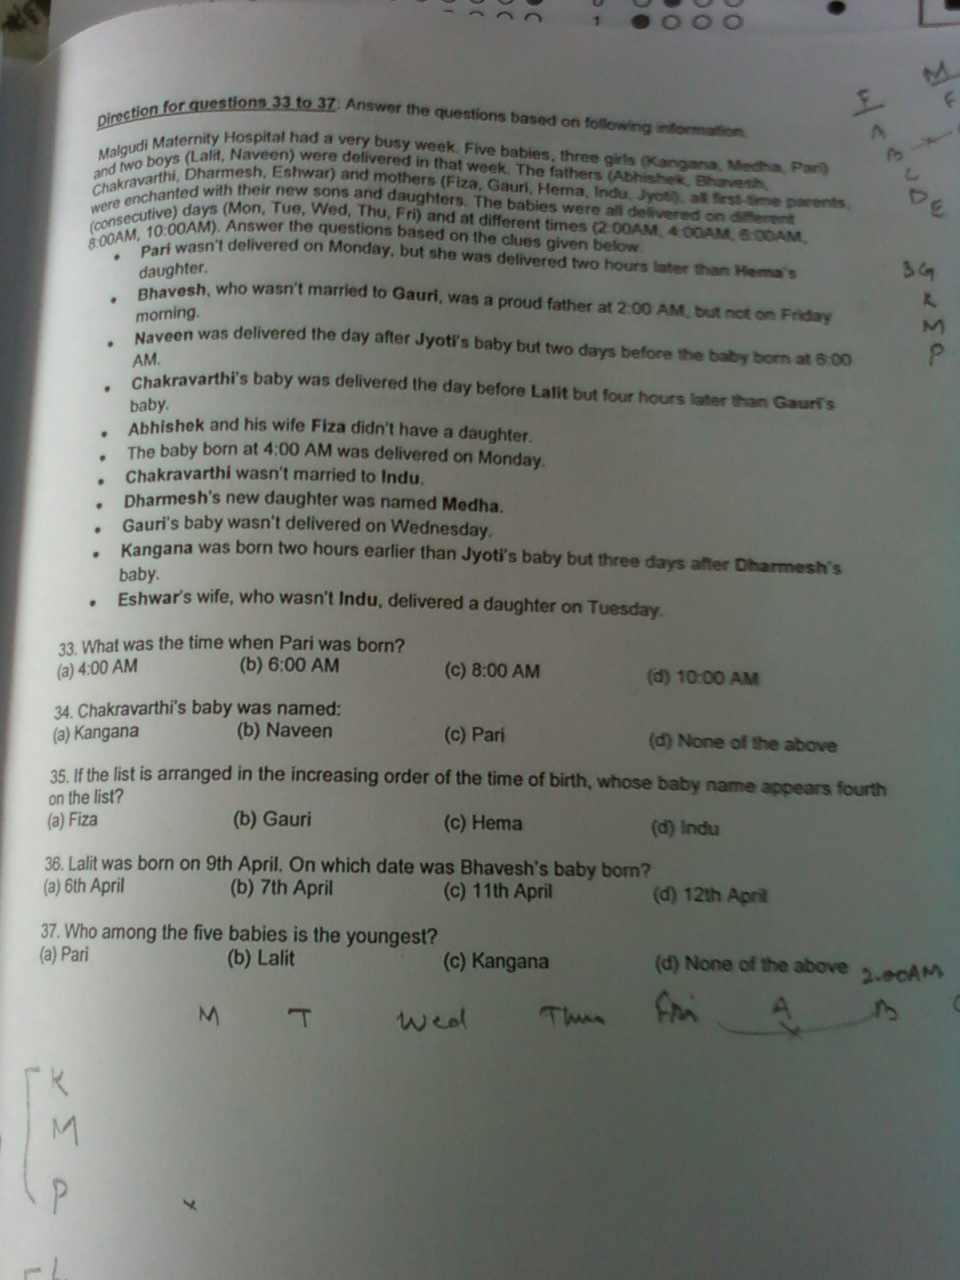 1
M
F
F
A
B
C
D E
Direction for questions 33 to 37: Answer the questions based on following information.
Malgudi Maternity Hospital had a very busy week. Five babies, three girls (Kangana, Medha, Pari)
and two boys (Lalit, Naveen) were delivered in that week. The fathers (Abhishek, Bhavesh,
Chakravarthi, Dharmesh, Eshwar) and mothers (Fiza, Gauri, Hema, Indu, Jyoti), all first-time parents,
were enchanted with their new sons and daughters. The babies were all delivered on different
(consecutive) days (Mon, Tue, Wed, Thu, Fri) and at different times (2:00AM, 4:00AM, 6:00AM,
8:00AM, 10:00AM). Answer the questions based on the clues given below.
• Pari wasn't delivered on Monday, but she was delivered two hours later than Hema's
daughter.
• Bhavesh, who wasn't married to Gauri, was a proud father at 2:00 AM, but not on Friday
morning.
• Naveen was delivered the day after Jyoti's baby but two days before the baby born at 6:00
AM.
• Chakravarthi's baby was delivered the day before Lalit but four hours later than Gauri's
baby.
• Abhishek and his wife Fiza didn't have a daughter.
• The baby born at 4:00 AM was delivered on Monday.
• Chakravarthi wasn't married to Indu.
• Dharmesh's new daughter was named Medha.
• Gauri's baby wasn't delivered on Wednesday.
• Kangana was born two hours earlier than Jyoti's baby but three days after Dharmesh's
baby.
• Eshwar's wife, who wasn't Indu, delivered a daughter on Tuesday.
3G
K
M
P
33. What was the time when Pari was born?
(a) 4:00 AM (b) 6:00 AM (c) 8:00 AM (d) 10:00 AM
34. Chakravarthi's baby was named:
(a) Kangana (b) Naveen (c) Pari (d) None of the above
35. If the list is arranged in the increasing order of the time of birth, whose baby name appears fourth
on the list?
(a) Fiza (b) Gauri (c) Hema (d) Indu
36. Lalit was born on 9th April. On which date was Bhavesh's baby born?
(a) 6th April (b) 7th April (c) 11th April (d) 12th April
37. Who among the five babies is the youngest?
(a) Pari (b) Lalit (c) Kangana (d) None of the above
2.00AM
M T Wed Thur Fri A B
K
M
P
L